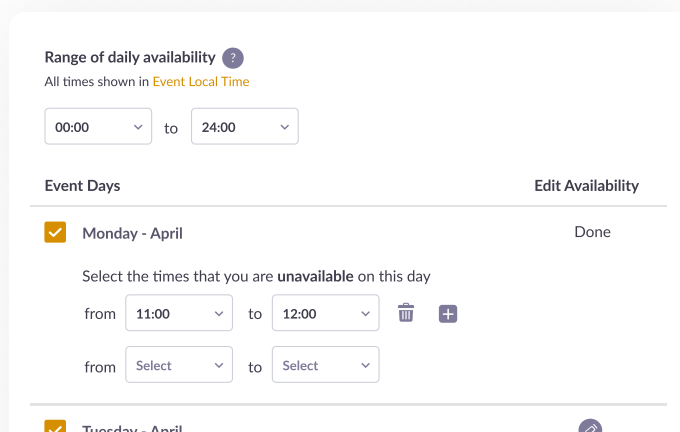 Range of daily availability ?
All times shown in Event Local Time
00:00 to 24:00
Event Days Edit Availability
Monday - April Done
Select the times that you are unavailable on this day
from 11:00 to 12:00
from Select to Select
Tuesday - April